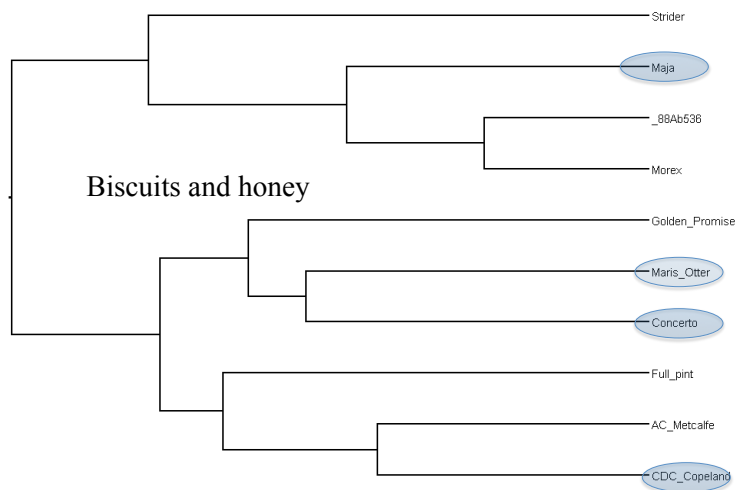 Strider
Maja
_88Ab536
Morex
Biscuits and honey
Golden_Promise
Maris_Otter
Concerto
Full_pint
AC_Metcalfe
CDC_Copeland